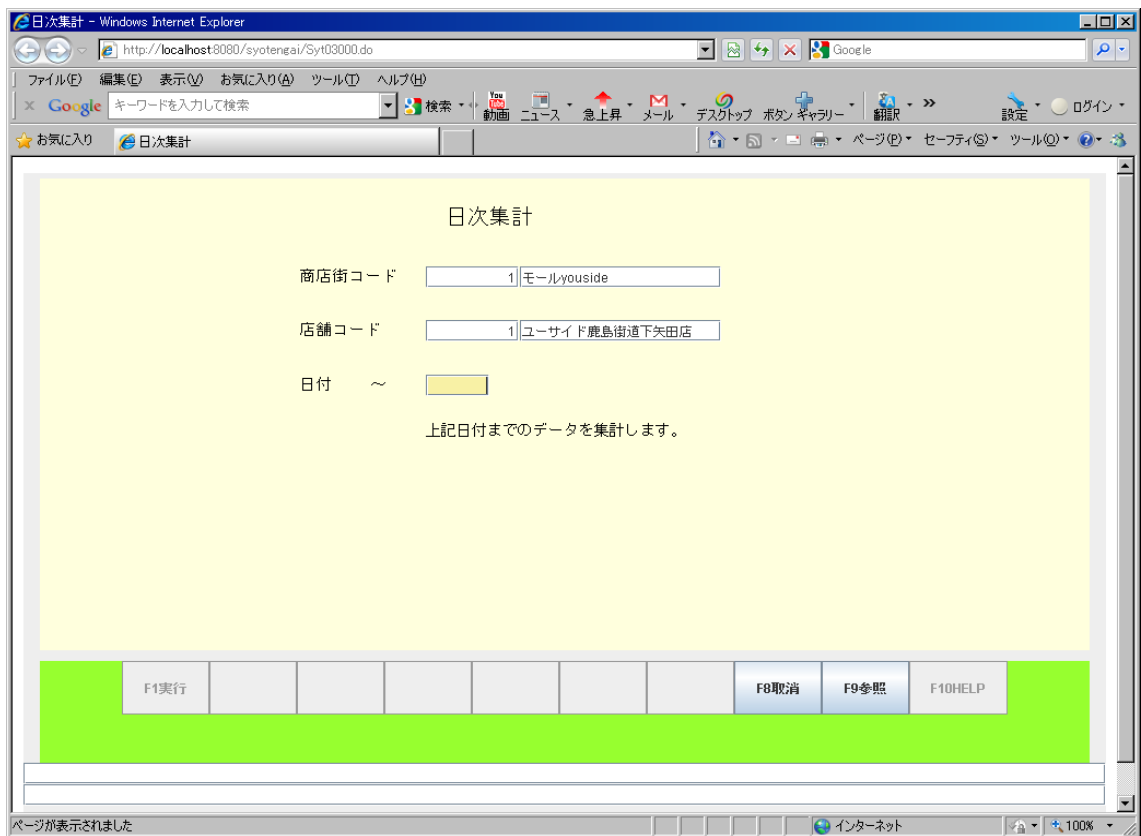 日次集計 - Windows Internet Explorer
http://localhost:8080/syotengai/Syt03000.do
Google
ファイル(F) 編集(E) 表示(V) お気に入り(A) ツール(T) ヘルプ(H)
x Google キーワードを入力して検索 検索 You Tube 動画 ニュース 急上昇 メール デスクトップ ボタン ギャラリー 翻訳 » 設定 ログイン
お気に入り 日次集計 ページ(P) セーフティ(S) ツール(O)
日次集計
商店街コード 1 モールyouside
店舗コード 1 ユーサイド鹿島街道下矢田店
日付 ～
上記日付までのデータを集計します。
F1実行 F8取消 F9参照 F10HELP
ページが表示されました インターネット 100%